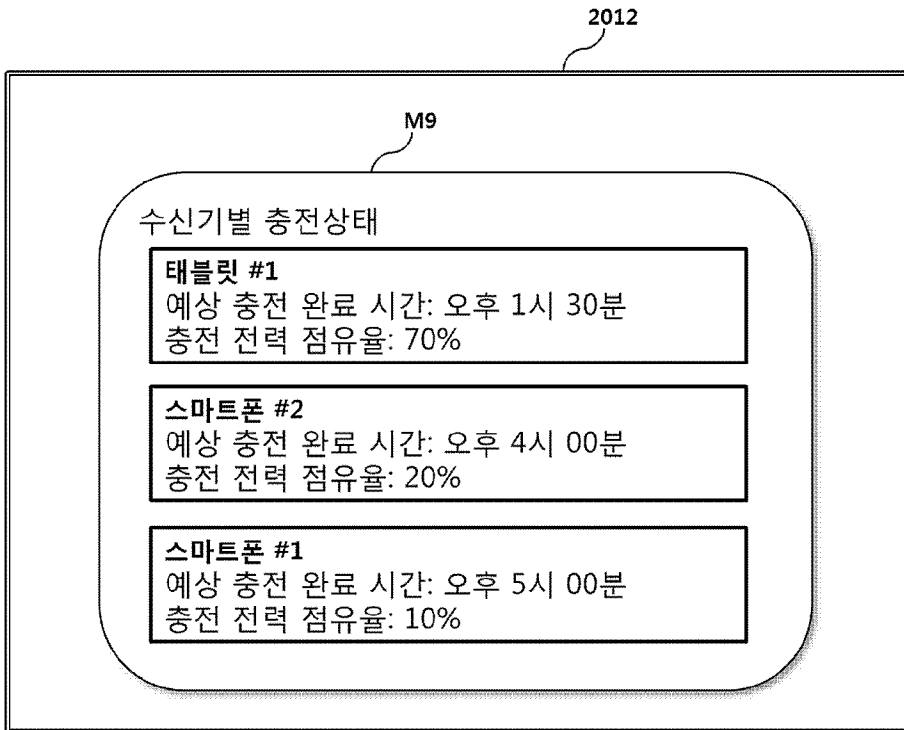 2012
M9
수신기별 충전상태
태블릿 #1
예상 충전 완료 시간: 오후 1시 30분
충전 전력 점유율: 70%
스마트폰 #2
예상 충전 완료 시간: 오후 4시 00분
충전 전력 점유율: 20%
스마트폰 #1
예상 충전 완료 시간: 오후 5시 00분
충전 전력 점유율: 10%